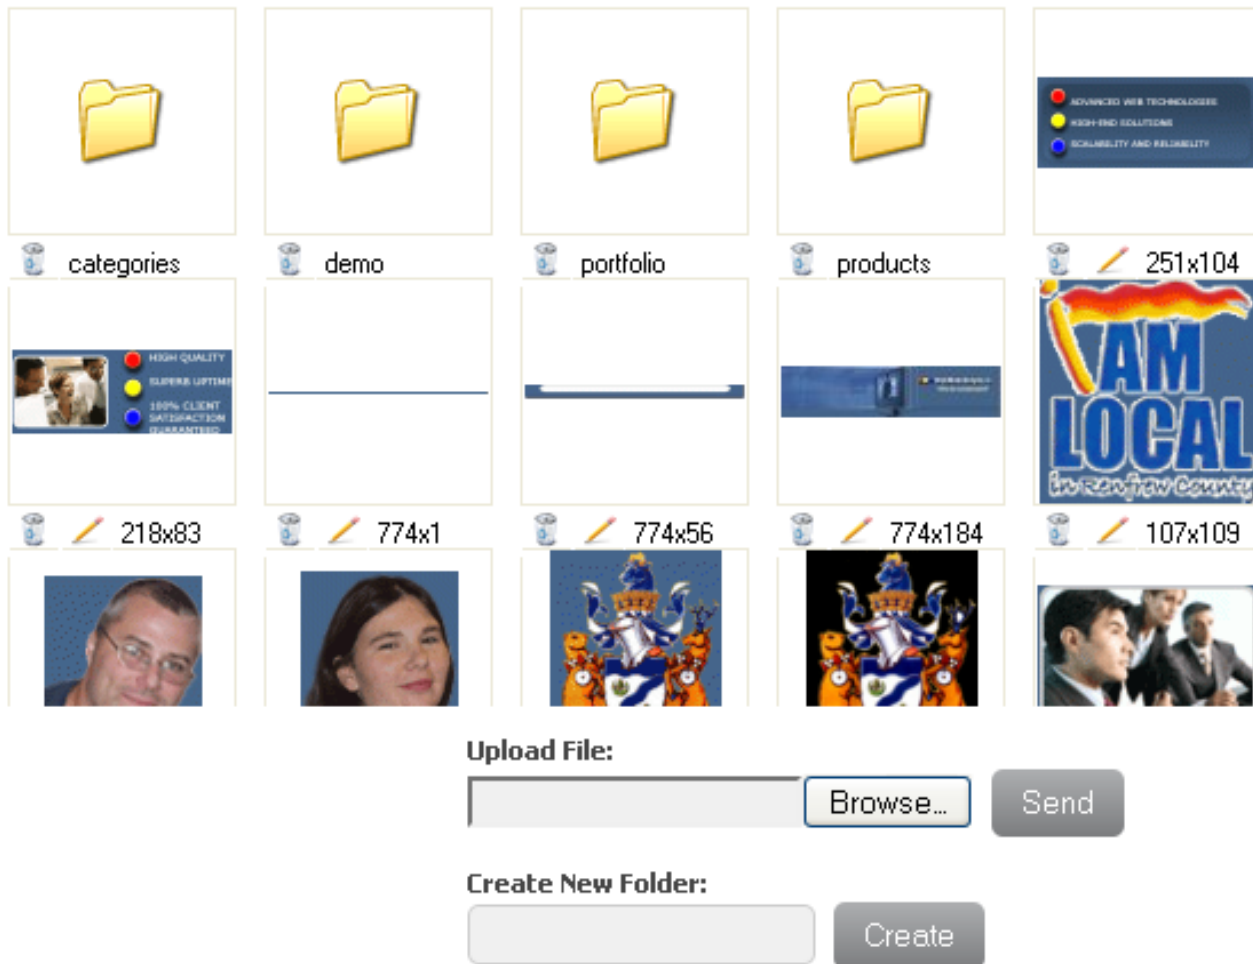 ADVANCED WEB TECHNOLOGIES
HIGH-END SOLUTIONS
SCALABILITY AND RELIABILITY
categories
demo
portfolio
products
251x104
HIGH QUALITY
SUPERB UPTIME
100% CLIENT
SATISFACTION
GUARANTEED
I AM
LOCAL
in Renfrew County
218x83
774x1
774x56
774x184
107x109
Upload File:
Browse...
Send
Create New Folder:
Create